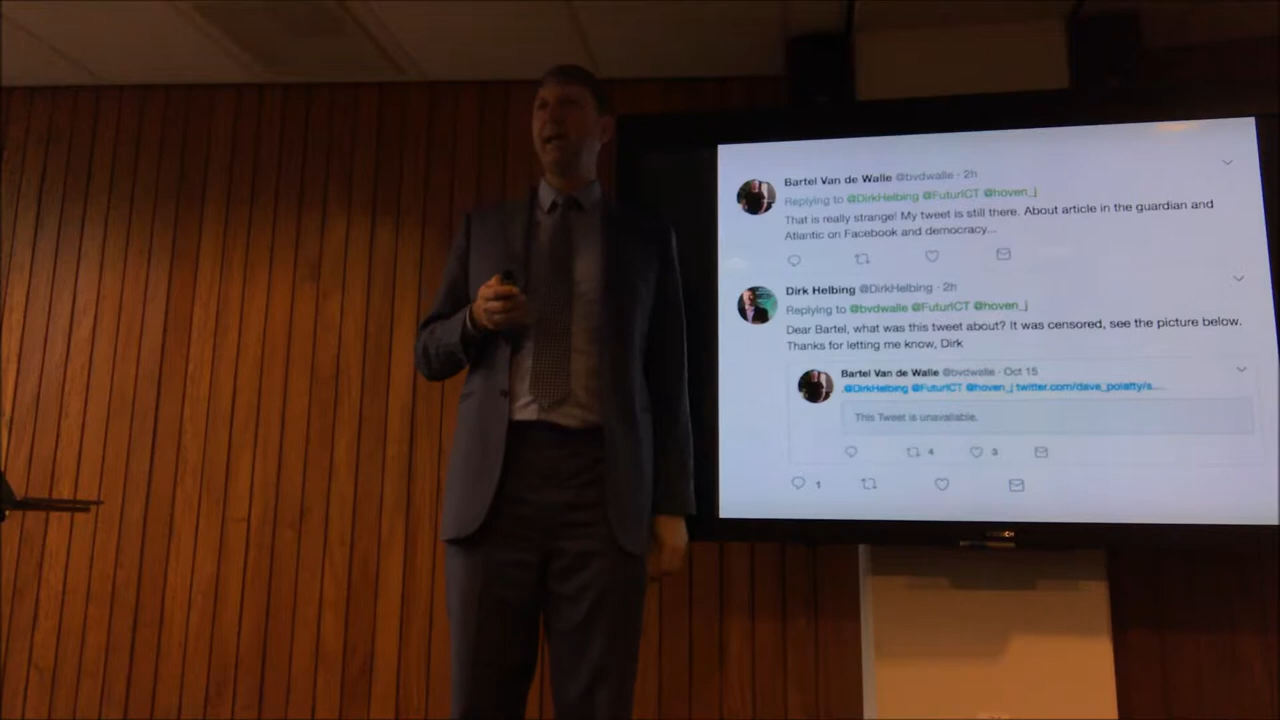 Bartel Van de Walle @bvdwalle · 2h
Replying to @DirkHelbing @FuturICT @hoven_j
That is really strange! My tweet is still there. About article in the guardian and
Atlantic on Facebook and democracy...
Dirk Helbing @DirkHelbing · 2h
Replying to @bvdwalle @FuturICT @hoven_j
Dear Bartel, what was this tweet about? It was censored, see the picture below.
Thanks for letting me know, Dirk
Bartel Van de Walle @bvdwalle · Oct 15
.@DirkHelbing @FuturICT @hoven_j twitter.com/dave_polatty/s...
This Tweet is unavailable.
4 3
1